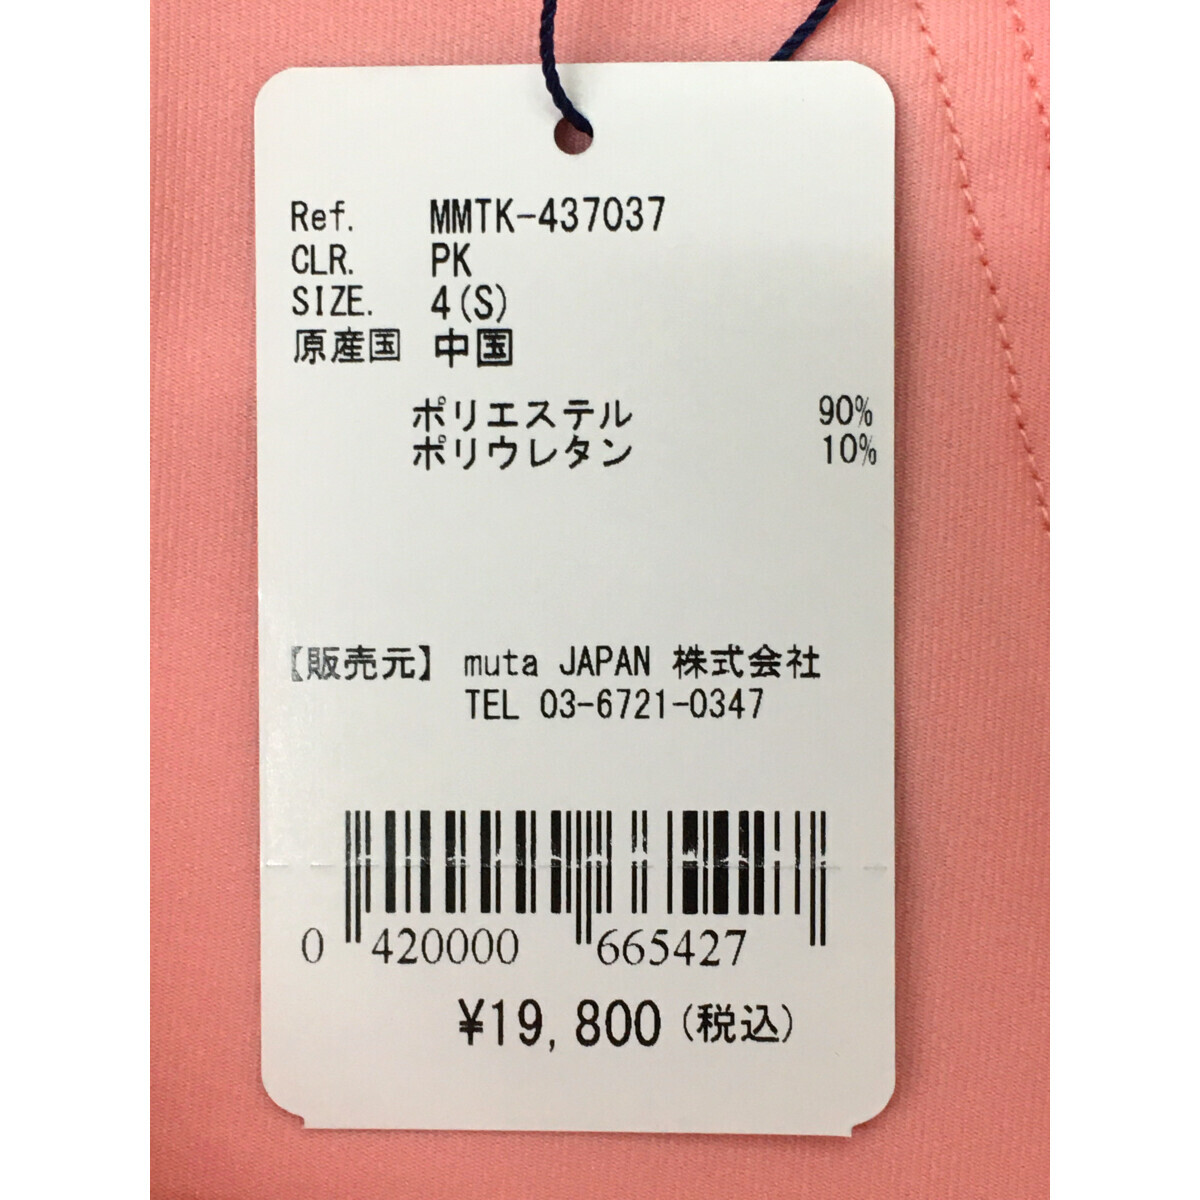 Ref. MMTK-437037
CLR. PK
SIZE. 4(S)
原産国 中国
ポリエステル 90%
ポリウレタン 10%
【販売元】 muta JAPAN 株式会社
TEL 03-6721-0347
0 420000 665427
¥19,800(税込)